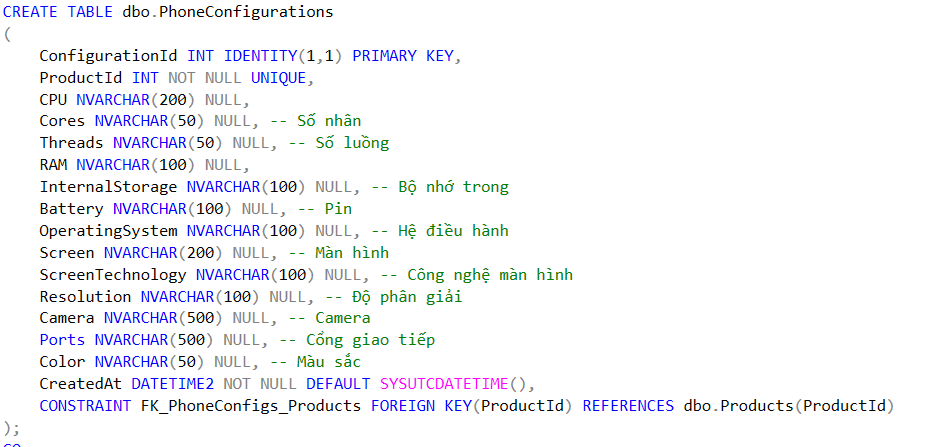 CREATE TABLE dbo.PhoneConfigurations
(
    ConfigurationId INT IDENTITY(1,1) PRIMARY KEY,
    ProductId INT NOT NULL UNIQUE,
    CPU NVARCHAR(200) NULL,
    Cores NVARCHAR(50) NULL, -- Số nhân
    Threads NVARCHAR(50) NULL, -- Số luồng
    RAM NVARCHAR(100) NULL,
    InternalStorage NVARCHAR(100) NULL, -- Bộ nhớ trong
    Battery NVARCHAR(100) NULL, -- Pin
    OperatingSystem NVARCHAR(100) NULL, -- Hệ điều hành
    Screen NVARCHAR(200) NULL, -- Màn hình
    ScreenTechnology NVARCHAR(100) NULL, -- Công nghệ màn hình
    Resolution NVARCHAR(100) NULL, -- Độ phân giải
    Camera NVARCHAR(500) NULL, -- Camera
    Ports NVARCHAR(500) NULL, -- Cổng giao tiếp
    Color NVARCHAR(50) NULL, -- Màu sắc
    CreatedAt DATETIME2 NOT NULL DEFAULT SYSUTCDATETIME(),
    CONSTRAINT FK_PhoneConfigs_Products FOREIGN KEY(ProductId) REFERENCES dbo.Products(ProductId)
);